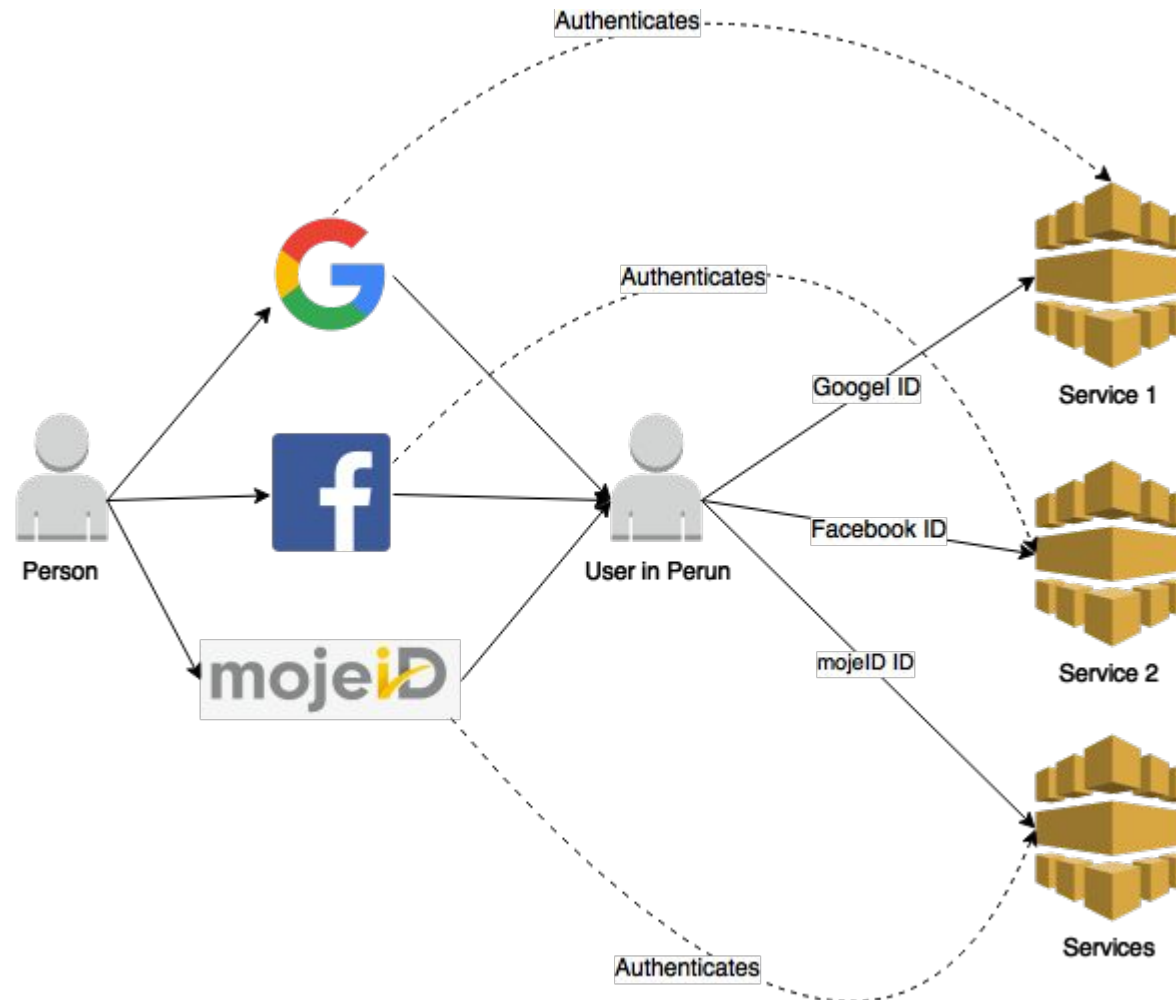 Authenticates
Authenticates
Googel ID
Service 1
Facebook ID
Person
User in Perun
mojeID
mojeID ID
Service 2
Authenticates
Services